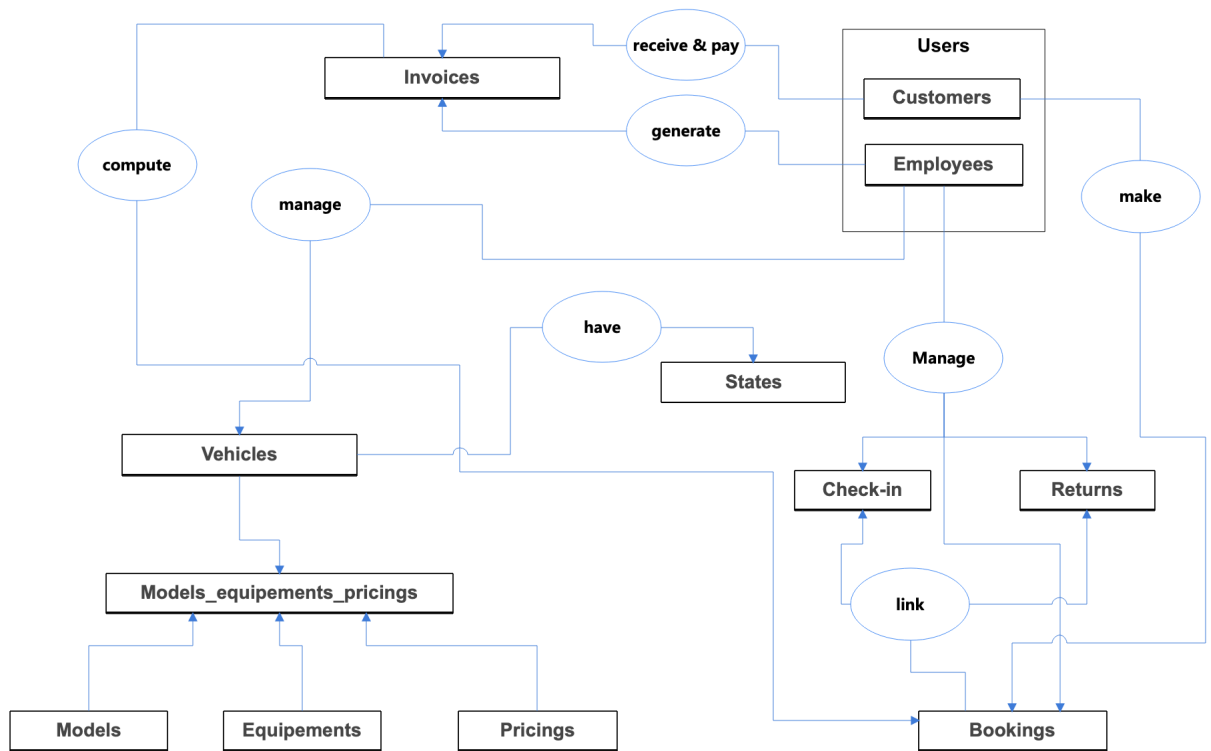 receive & pay
Users
Invoices
Customers
generate
Employees
compute
manage
make
have
Manage
States
Vehicles
Check-in
Returns
Models_equipements_pricings
link
Models
Equipements
Pricings
Bookings